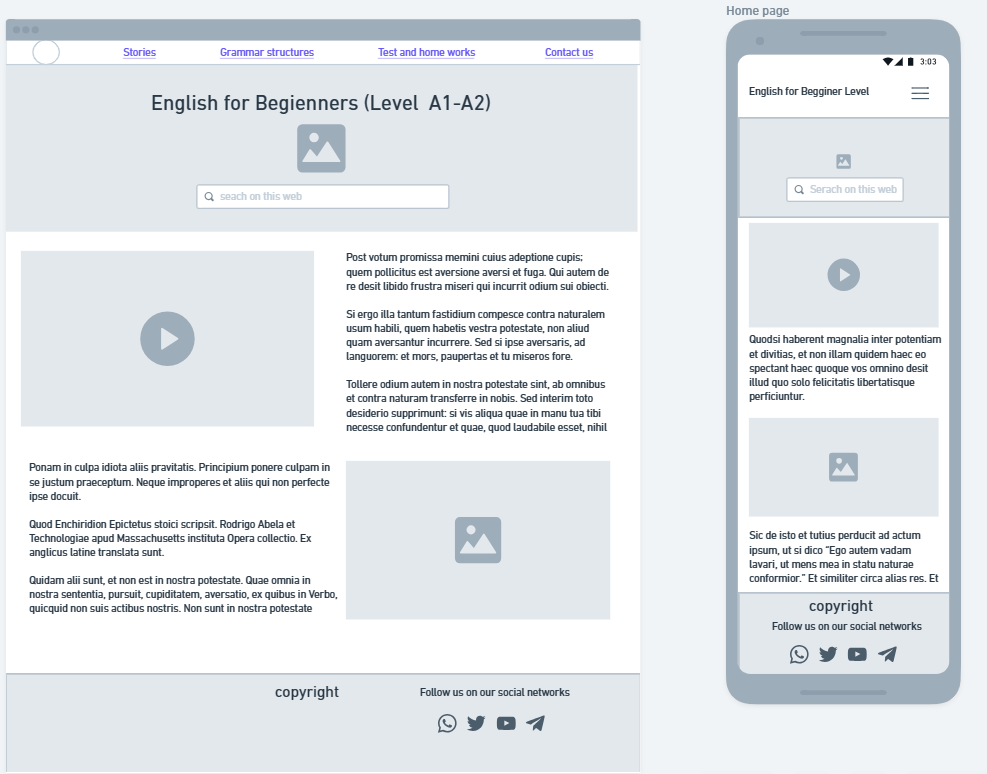 Stories Grammar structures Test and home works Contact us
English for Begienners (Level A1-A2)
seach on this web
Post votum promissa memini cuius adeptione cupis;
quem pollicitus est aversione aversi et fuga. Qui autem de
re desit libido frustra miseri qui incurrit odium sui obiecti.
Si ergo illa tantum fastidium compesce contra naturalem
usum habili, quem habetis vestra potestate, non aliud
quam aversantur incurrere. Sed si ipse aversaris, ad
languorem: et mors, paupertas et tu miseros fore.
Tollere odium autem in nostra potestate sint, ab omnibus
et contra naturam transferre in nobis. Sed interim toto
desiderio supprimunt: si vis aliqua quae in manu tua tibi
necesse confundentur et quae, quod laudabile esset, nihil
Ponam in culpa idiota aliis pravitatis. Principium ponere culpam in
se justum praeceptum. Neque improperes et aliis qui non perfecte
ipse docuit.
Quod Enchiridion Epictetus stoici scripsit. Rodrigo Abela et
Technologiae apud Massachusetts instituta Opera collectio. Ex
anglicus latine translata sunt.
Quidam alii sunt, et non est in nostra potestate. Quae omnia in
nostra sententia, pursuit, cupiditatem, aversatio, ex quibus in Verbo,
quicquid non suis actibus nostris. Non sunt in nostra potestate
copyright
Follow us on our social networks
Home page
3:03
English for Begginer Level
Serach on this web
Quodsi haberent magnalia inter potentiam
et divitias, et non illam quidem haec eo
spectant haec quoque vos omnino desit
illud quo solo felicitatis libertatisque
perficiuntur.
Sic de isto et tutius perducit ad actum
ipsum, ut si dico “Ego autem vadam
lavari, ut mens mea in statu naturae
conformior.” Et similiter circa alias res. Et
copyright
Follow us on our social networks